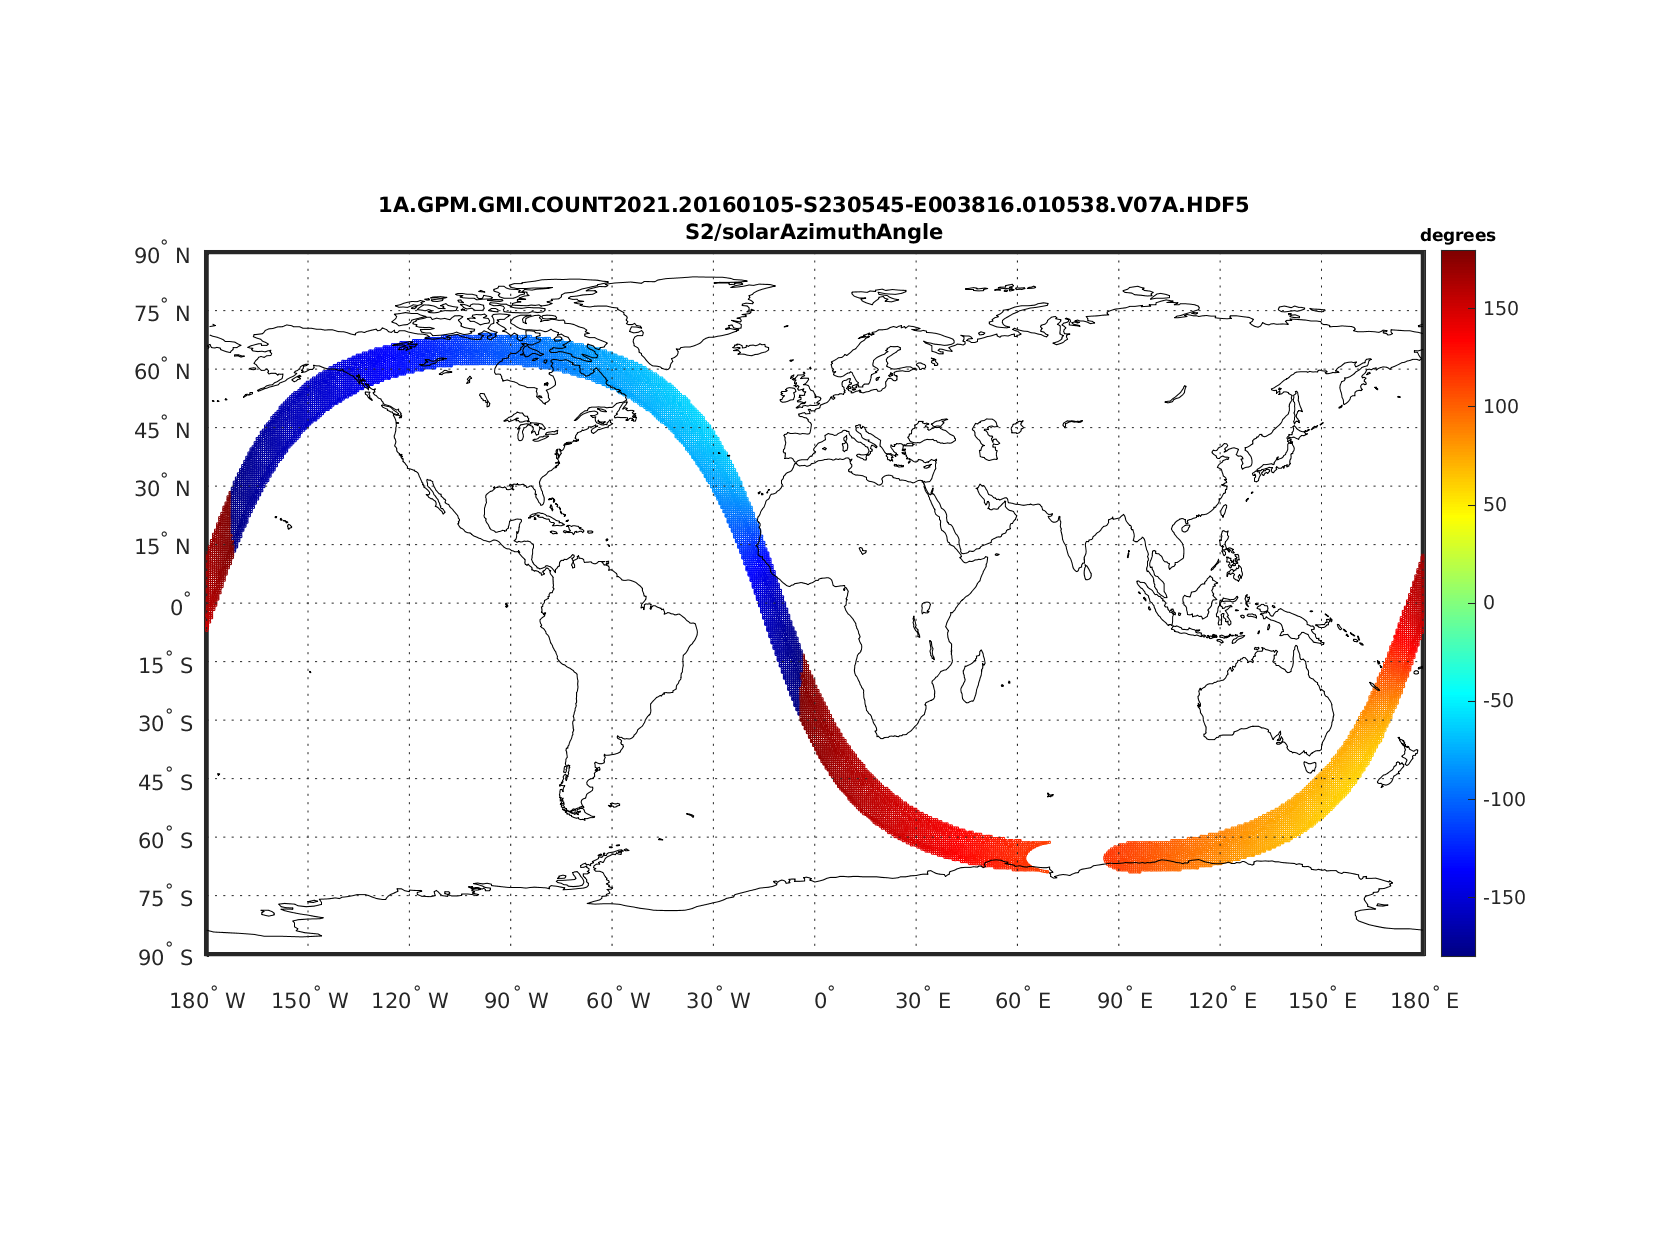 1A.GPM.GMI.COUNT2021.20160105-S230545-E003816.010538.V07A.HDF5
S2/solarAzimuthAngle
degrees
90° N
75° N
60° N
45° N
30° N
15° N
0°
15° S
30° S
45° S
60° S
75° S
90° S
180° W 150° W 120° W 90° W 60° W 30° W 0° 30° E 60° E 90° E 120° E 150° E 180° E
150
100
50
0
-50
-100
-150